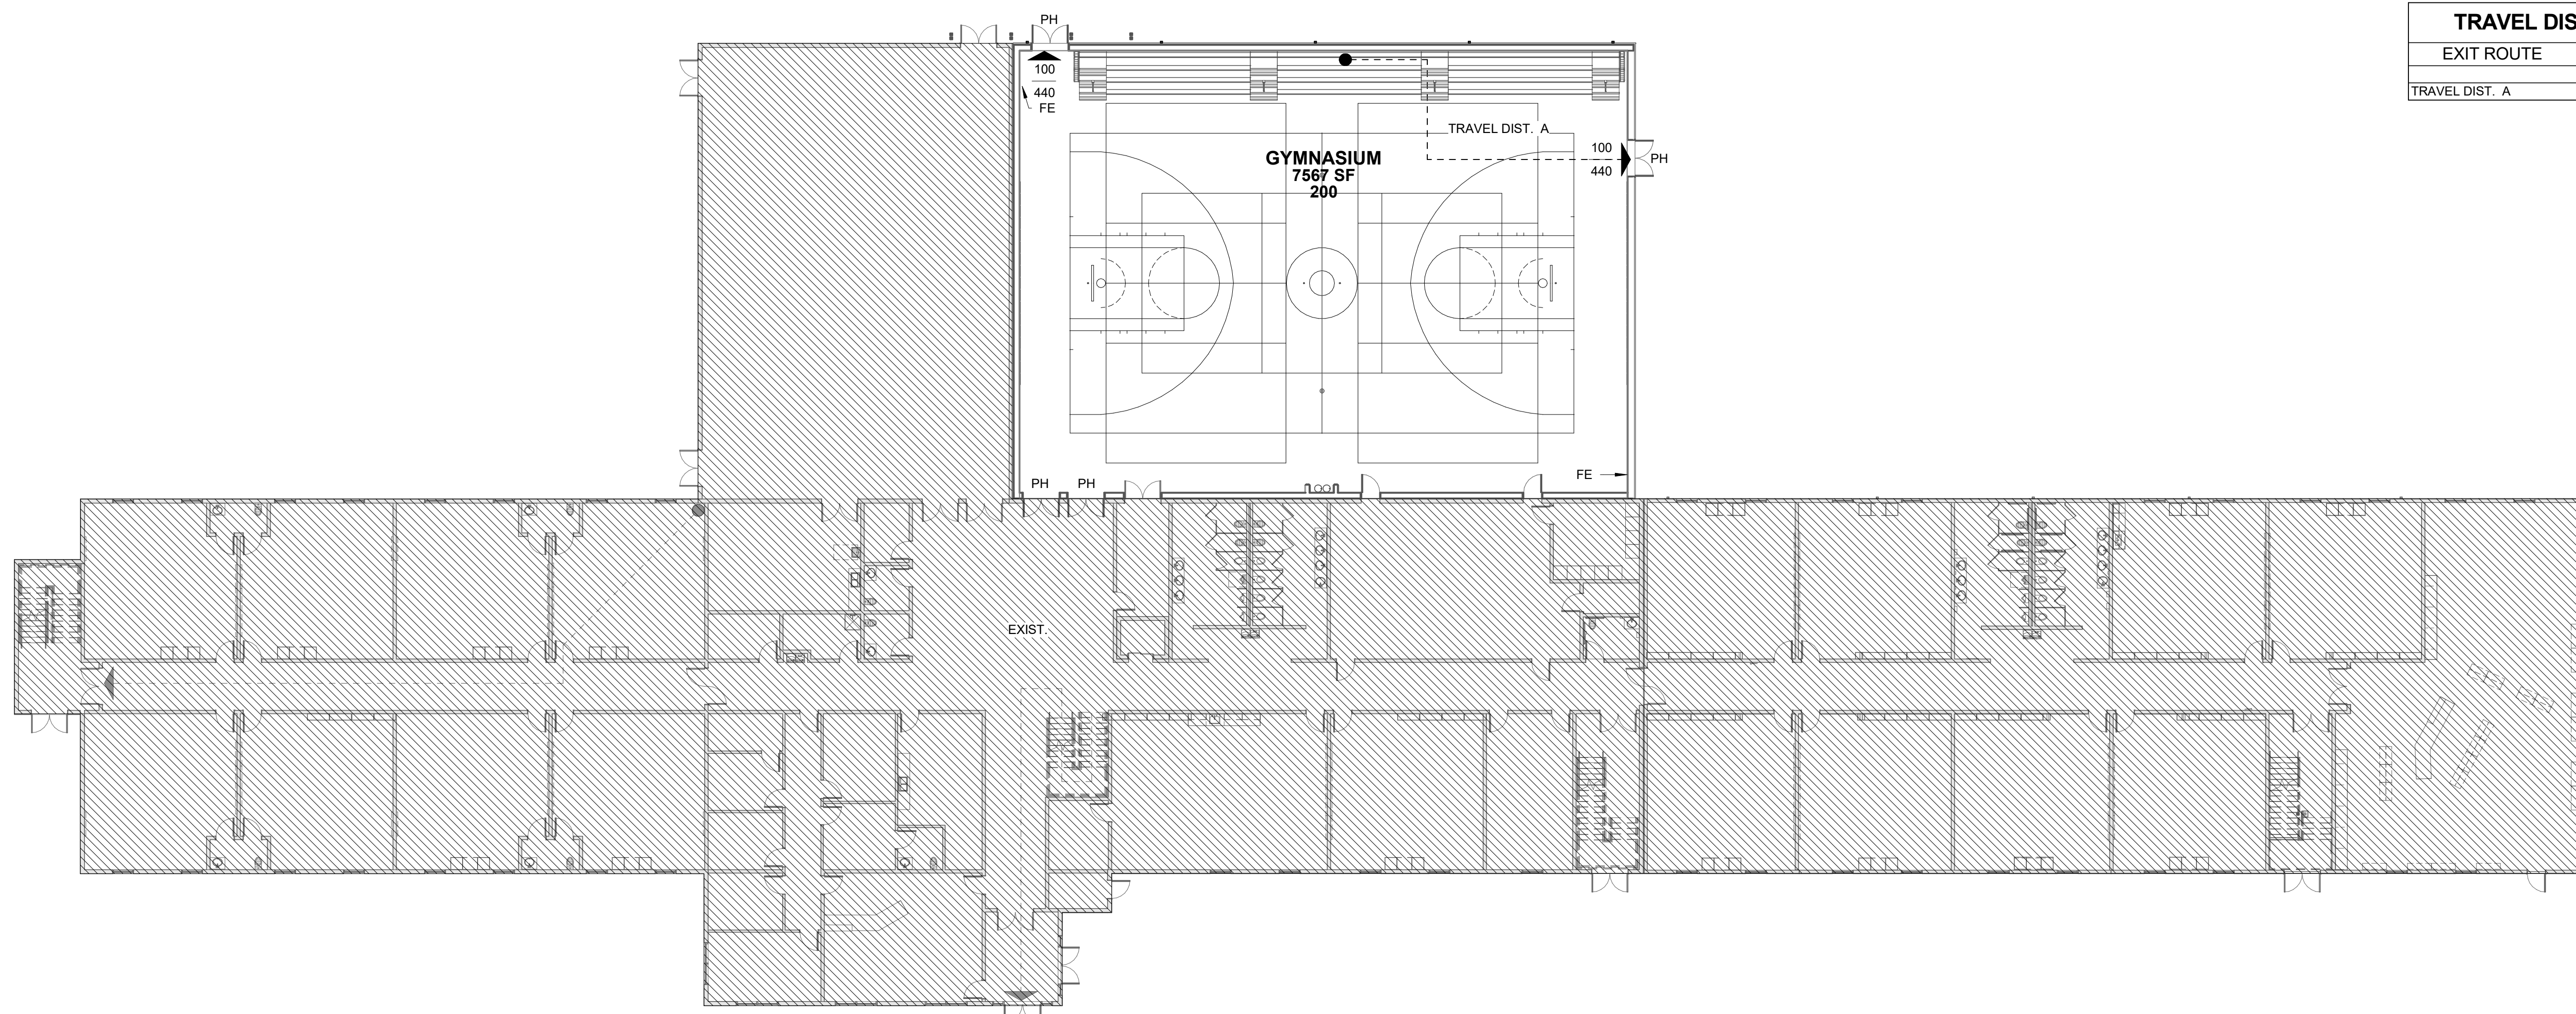 TRAVEL DIS
EXIT ROUTE
TRAVEL DIST. A
PH
100
440
FE
TRAVEL DIST. A
GYMNASIUM
7567 SF
200
100
440
PH
FE
PH PH
EXIST.